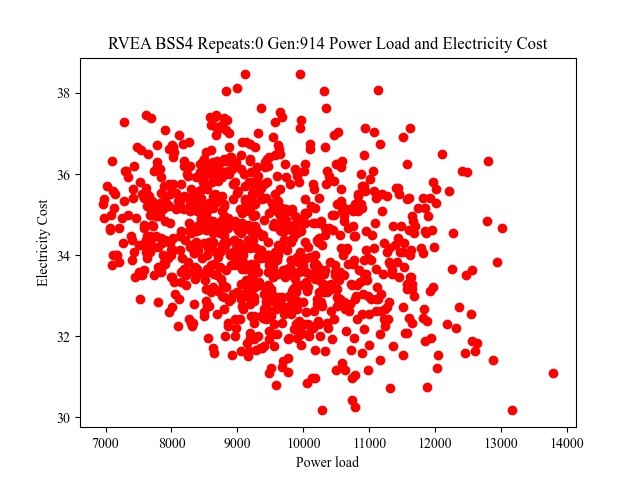 RVEA BSS4 Repeats:0 Gen:914 Power Load and Electricity Cost
38
36
34
32
30
Electricity Cost
7000 8000 9000 10000 11000 12000 13000 14000
Power load